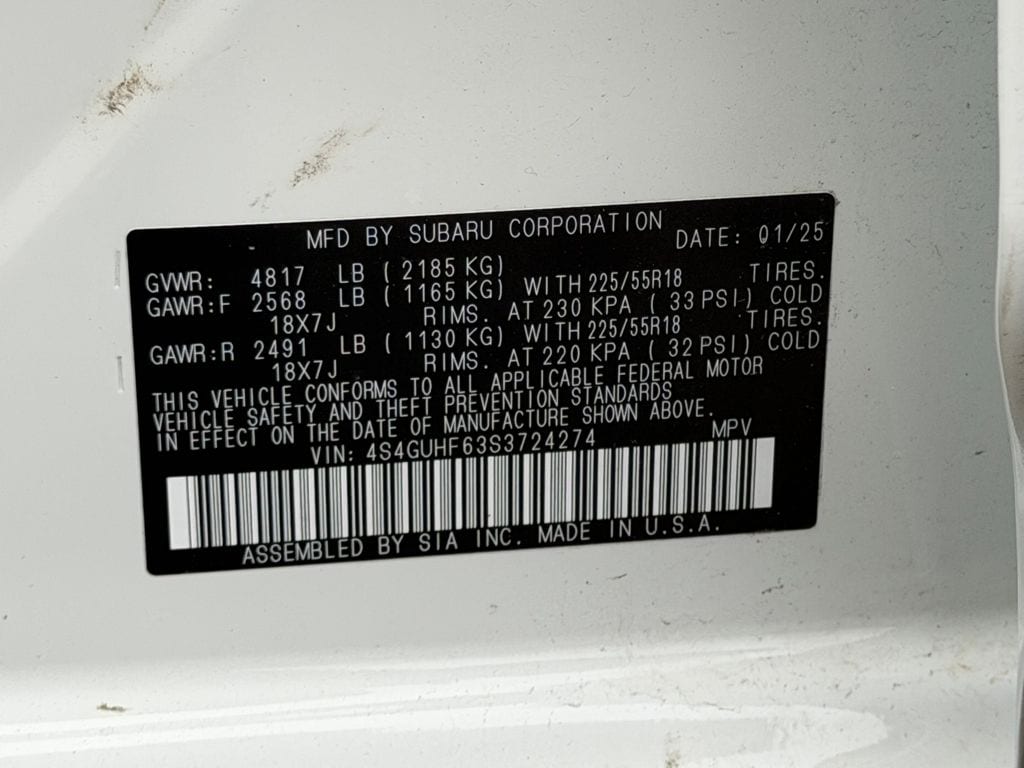 MFD BY SUBARU CORPORATION DATE: 01/25
GVWR: 4817 LB ( 2185 KG)
GAWR:F 2568 LB ( 1165 KG) WITH 225/55R18 TIRES.
18X7J RIMS. AT 230 KPA ( 33 PSI) COLD
GAWR:R 2491 LB ( 1130 KG) WITH 225/55R18 TIRES.
18X7J RIMS. AT 220 KPA ( 32 PSI) COLD
THIS VEHICLE CONFORMS TO ALL APPLICABLE FEDERAL MOTOR
VEHICLE SAFETY AND THEFT PREVENTION STANDARDS
IN EFFECT ON THE DATE OF MANUFACTURE SHOWN ABOVE.
VIN: 4S4GUHF63S3724274 MPV
ASSEMBLED BY SIA INC. MADE IN U.S.A.